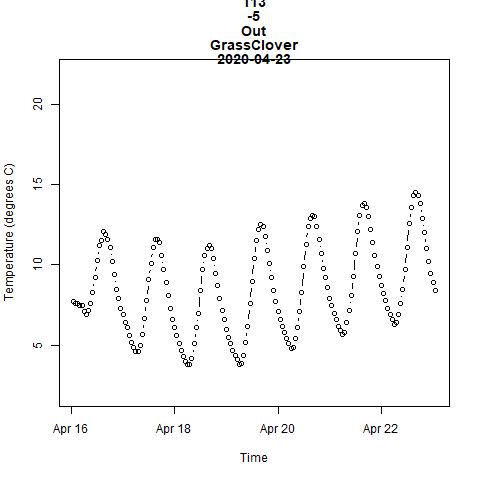 113
-5
Out
GrassClover
2020-04-23
Temperature (degrees C)
20
15
10
5
Apr 16
Apr 18
Apr 20
Apr 22
Time